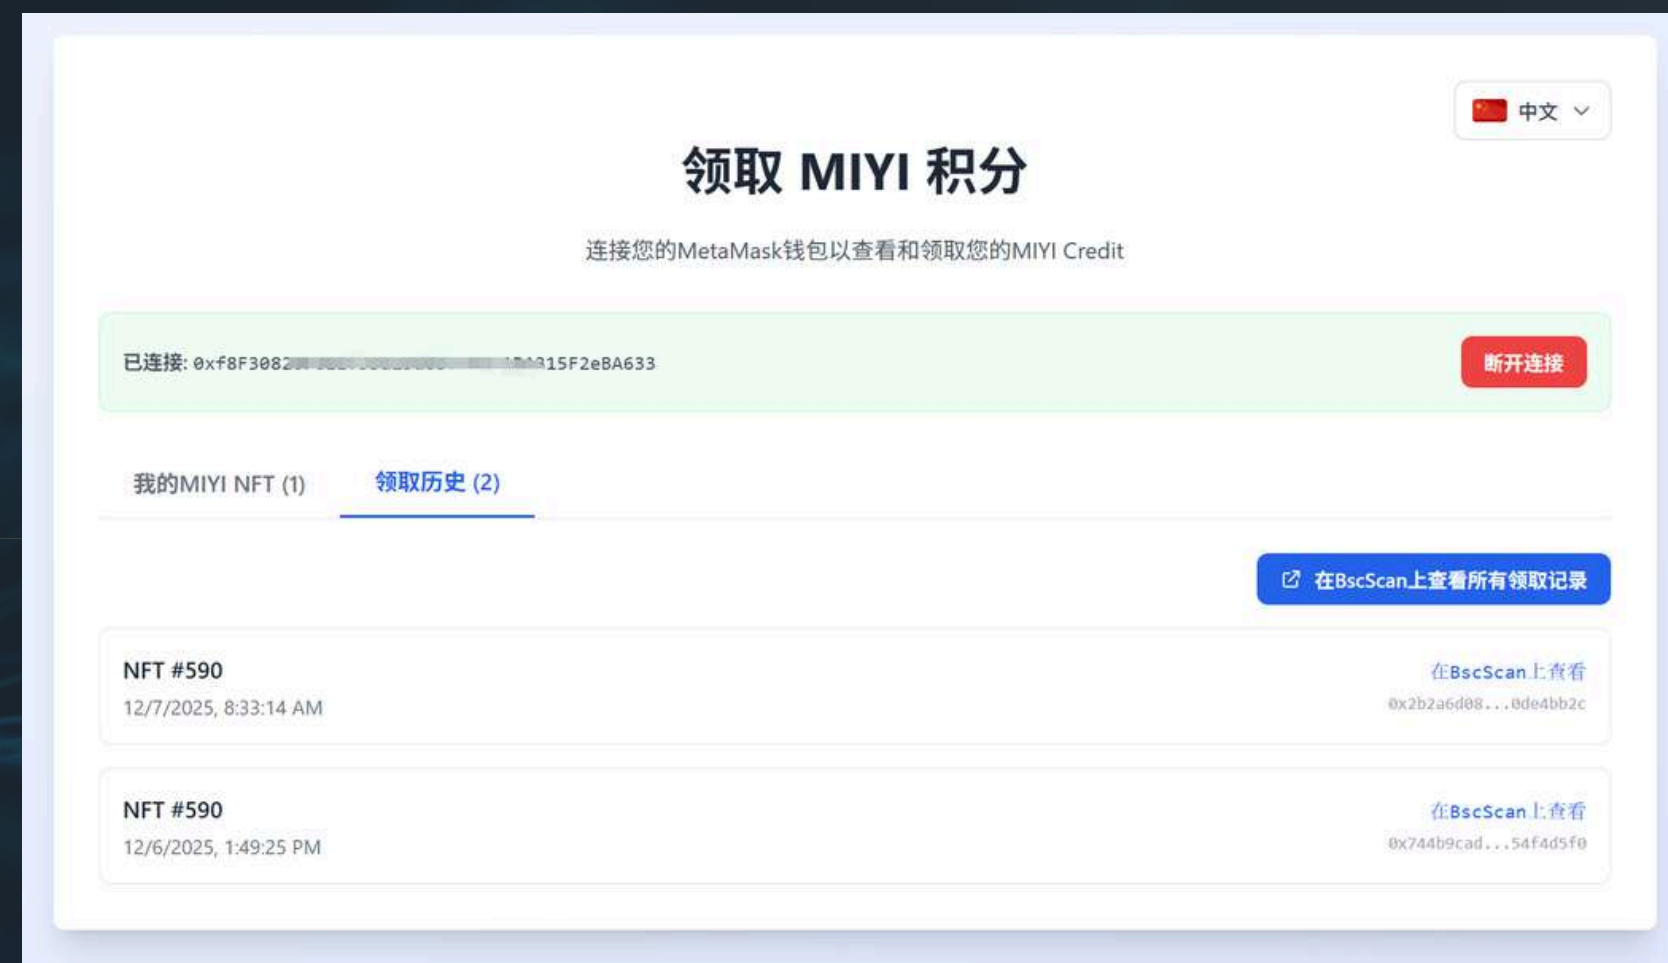 中文
领取 MIYI 积分
连接您的MetaMask钱包以查看和领取您的MIYI Credit
已连接: 0xf8F3082 315F2eBA633
断开连接
我的MIYI NFT (1) 领取历史 (2)
在BscScan上查看所有领取记录
NFT #590
在BscScan上查看
12/7/2025, 8:33:14 AM
0x2b2a6d08...0de4bb2c
NFT #590
在BscScan上查看
12/6/2025, 1:49:25 PM
0x744b9cad...54f4d5f0